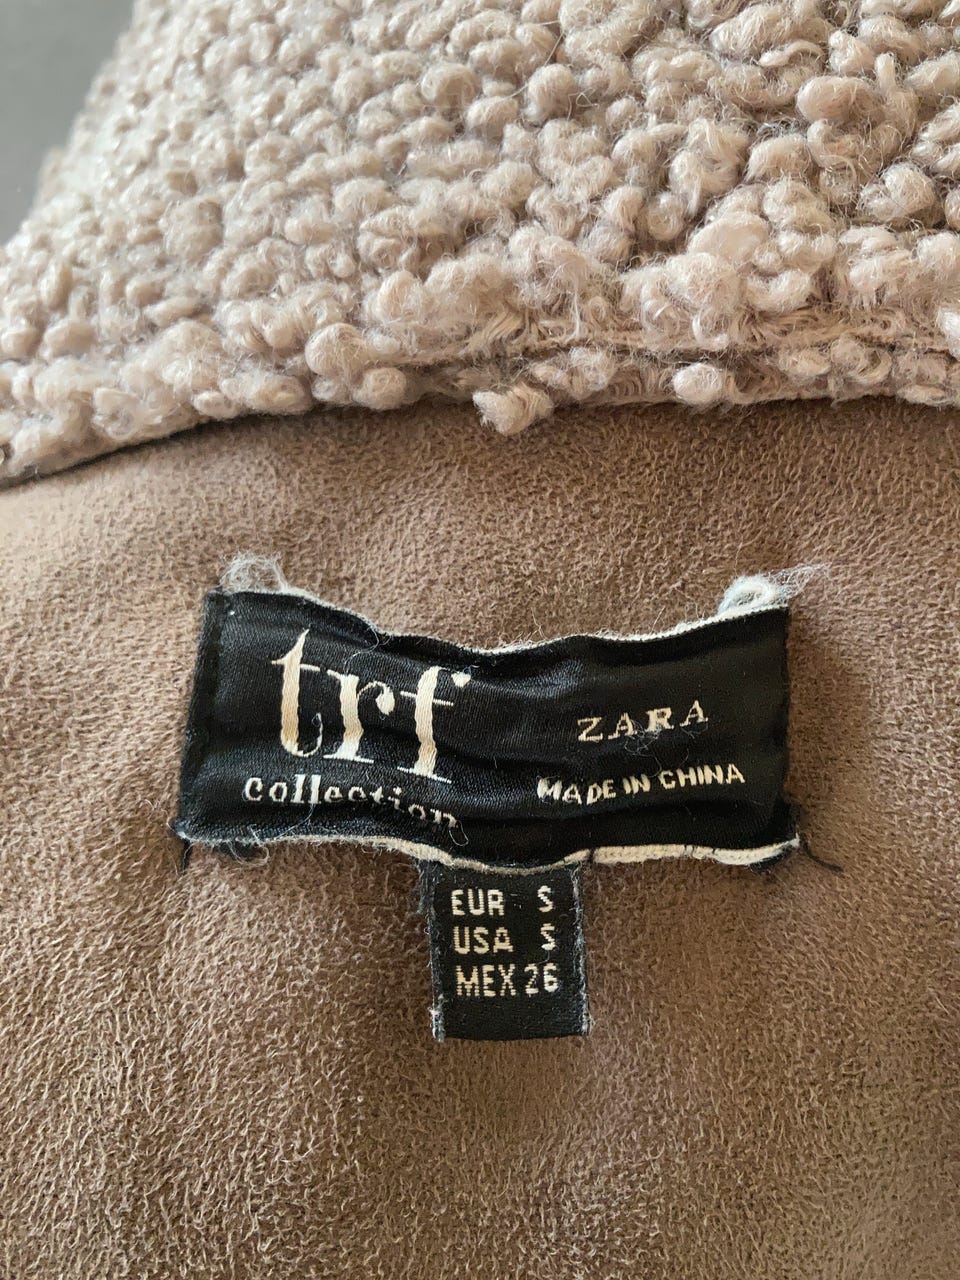 trf
collection
ZARA
MADE IN CHINA
EUR S
USA S
MEX 26